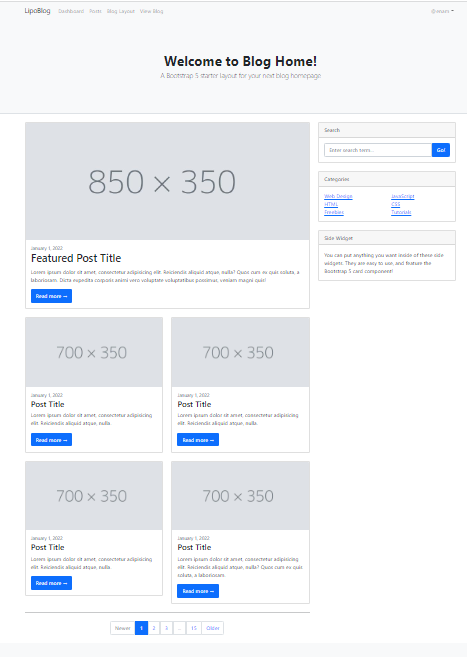 LipoBlog Dashboard Posts Blog Layout View Blog
Welcome to Blog Home!
A Bootstrap 5 starter layout for your next blog homepage
850 × 350
January 1, 2022
Featured Post Title
Lorem ipsum dolor sit amet, consectetur adipisicing elit. Reiciendis aliquid atque, nulla? Quos cum ex quis soluta, a
laboriosam. Dicta expedita corporis animi vero voluptate voluptatibus possimus, veniam magni quis!
Read more →
700 × 350
January 1, 2022
Post Title
Lorem ipsum dolor sit amet, consectetur adipisicing
elit. Reiciendis aliquid atque, nulla.
Read more →
700 × 350
January 1, 2022
Post Title
Lorem ipsum dolor sit amet, consectetur adipisicing
elit. Reiciendis aliquid atque, nulla.
Read more →
700 × 350
January 1, 2022
Post Title
Lorem ipsum dolor sit amet, consectetur adipisicing
elit. Reiciendis aliquid atque, nulla.
Read more →
700 × 350
January 1, 2022
Post Title
Lorem ipsum dolor sit amet, consectetur adipisicing
elit. Reiciendis aliquid atque, nulla? Quos cum ex quis
soluta, a laboriosam.
Read more →
Newer 1 2 3 ... 15 Older
Search
Enter search term...
Go!
Categories
Web Design JavaScript
HTML CSS
Freebies Tutorials
Side Widget
You can put anything you want inside of these side
widgets. They are easy to use, and feature the
Bootstrap 5 card component!